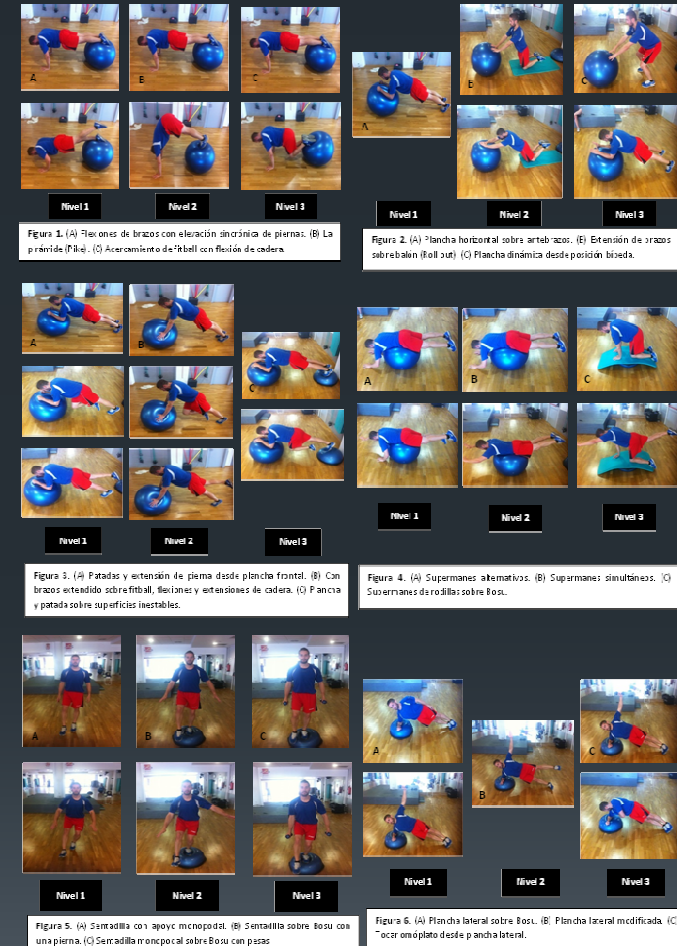 A
B
C
Nivel 1
Nivel 2
Nivel 3
Figura 1. (A) Flexiones de brazos con elevación sincrónica de piernas. (B) La
pirámide (Pike). (C) Acercamiento de fitball con flexión de cadera.
A
B
C
Nivel 1
Nivel 2
Nivel 3
Figura 2. (A) Plancha horizontal sobre antebrazos. (B) Extensión de brazos
sobre balón (Roll out). (C) Plancha dinámica desde posición bípeda.
A
B
C
Nivel 1
Nivel 2
Nivel 3
Figura 3. (A) Patadas y extensión de pierna desde plancha frontal. (B) Con
brazos extendido sobre fitball, flexiones y extensiones de cadera. (C) Plancha
y patada sobre superficies inestables.
A
B
C
Nivel 1
Nivel 2
Nivel 3
Figura 4. (A) Supermanes alternativos. (B) Supermanes simultáneos. (C)
Supermanes de rodillas sobre Bosu.
A
B
C
Nivel 1
Nivel 2
Nivel 3
Figura 5. (A) Sentadilla con apoyo monopodal. (B) Sentadilla sobre Bosu con
una pierna. (C) Sentadilla monopodal sobre Bosu con pesas
A
B
C
Nivel 1
Nivel 2
Nivel 3
Figura 6. (A) Plancha lateral sobre Bosu. (B) Plancha lateral modificada. (C)
Tocar omóplato desde plancha lateral.